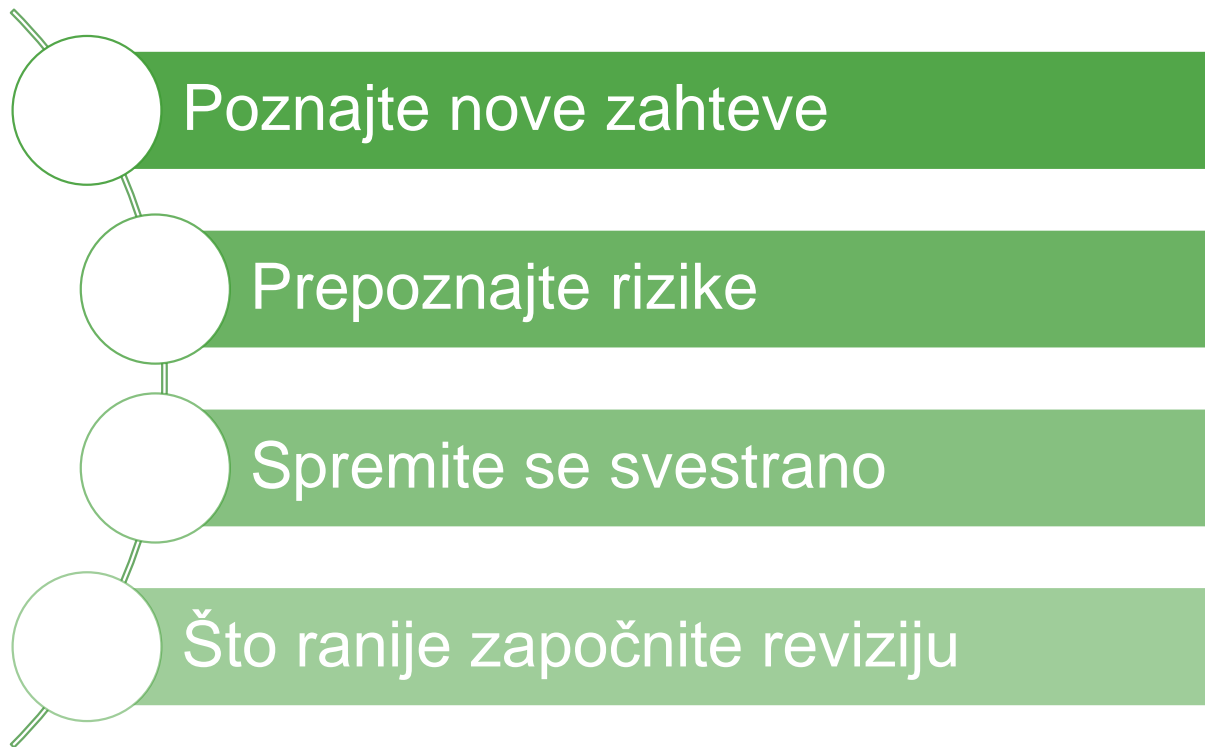 Poznajte nove zahteve
Prepoznajte rizike
Spremite se svestrano
Što ranije započnite reviziju